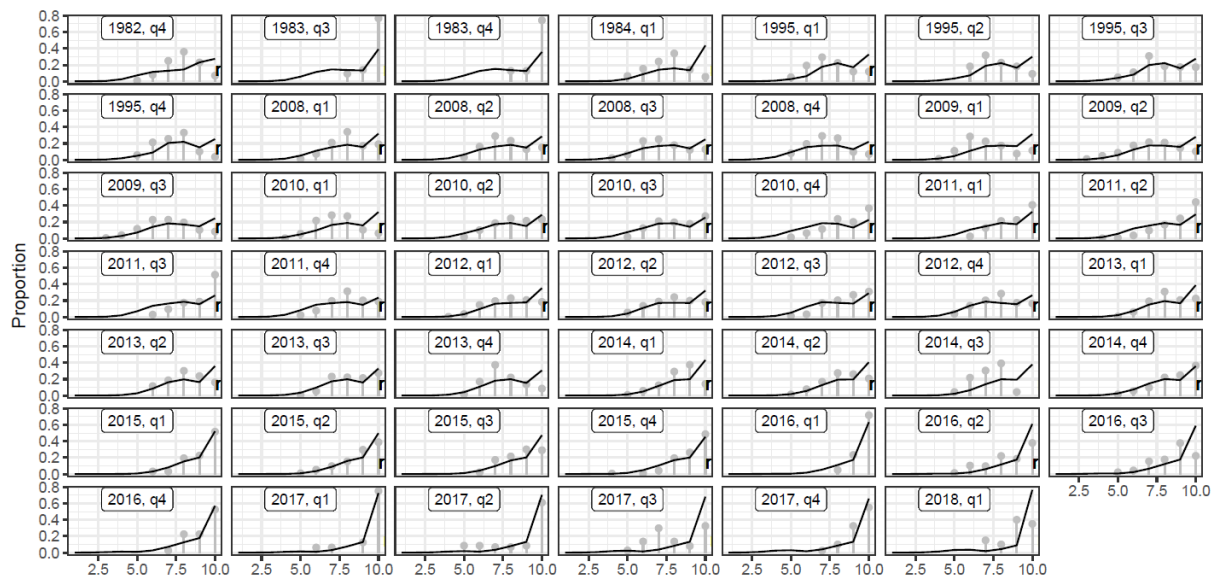 Proportion
0.8 0.6 0.4 0.2 0.0 1982, q4 r 1983, q3 1983, q4 1984, q1 r 1995, q1 r 1995, q2 r 1995, q3 r
0.8 0.6 0.4 0.2 0.0 1995, q4 r 2008, q1 r 2008, q2 r 2008, q3 r 2008, q4 r 2009, q1 r 2009, q2 r
0.8 0.6 0.4 0.2 0.0 2009, q3 r 2010, q1 r 2010, q2 r 2010, q3 r 2010, q4 r 2011, q1 r 2011, q2 r
0.8 0.6 0.4 0.2 0.0 2011, q3 r 2011, q4 r 2012, q1 r 2012, q2 r 2012, q3 r 2012, q4 r 2013, q1 r
0.8 0.6 0.4 0.2 0.0 2013, q2 r 2013, q3 r 2013, q4 r 2014, q1 r 2014, q2 r 2014, q3 r 2014, q4 r
0.8 0.6 0.4 0.2 0.0 2015, q1 r 2015, q2 r 2015, q3 r 2015, q4 r 2016, q1 r 2016, q2 r 2016, q3 r
2.5 5.0 7.5 10.0
0.8 0.6 0.4 0.2 0.0 2016, q4 2017, q1 2017, q2 2017, q3 2017, q4 2018, q1
2.5 5.0 7.5 10.0 2.5 5.0 7.5 10.0 2.5 5.0 7.5 10.0 2.5 5.0 7.5 10.0 2.5 5.0 7.5 10.0 2.5 5.0 7.5 10.0